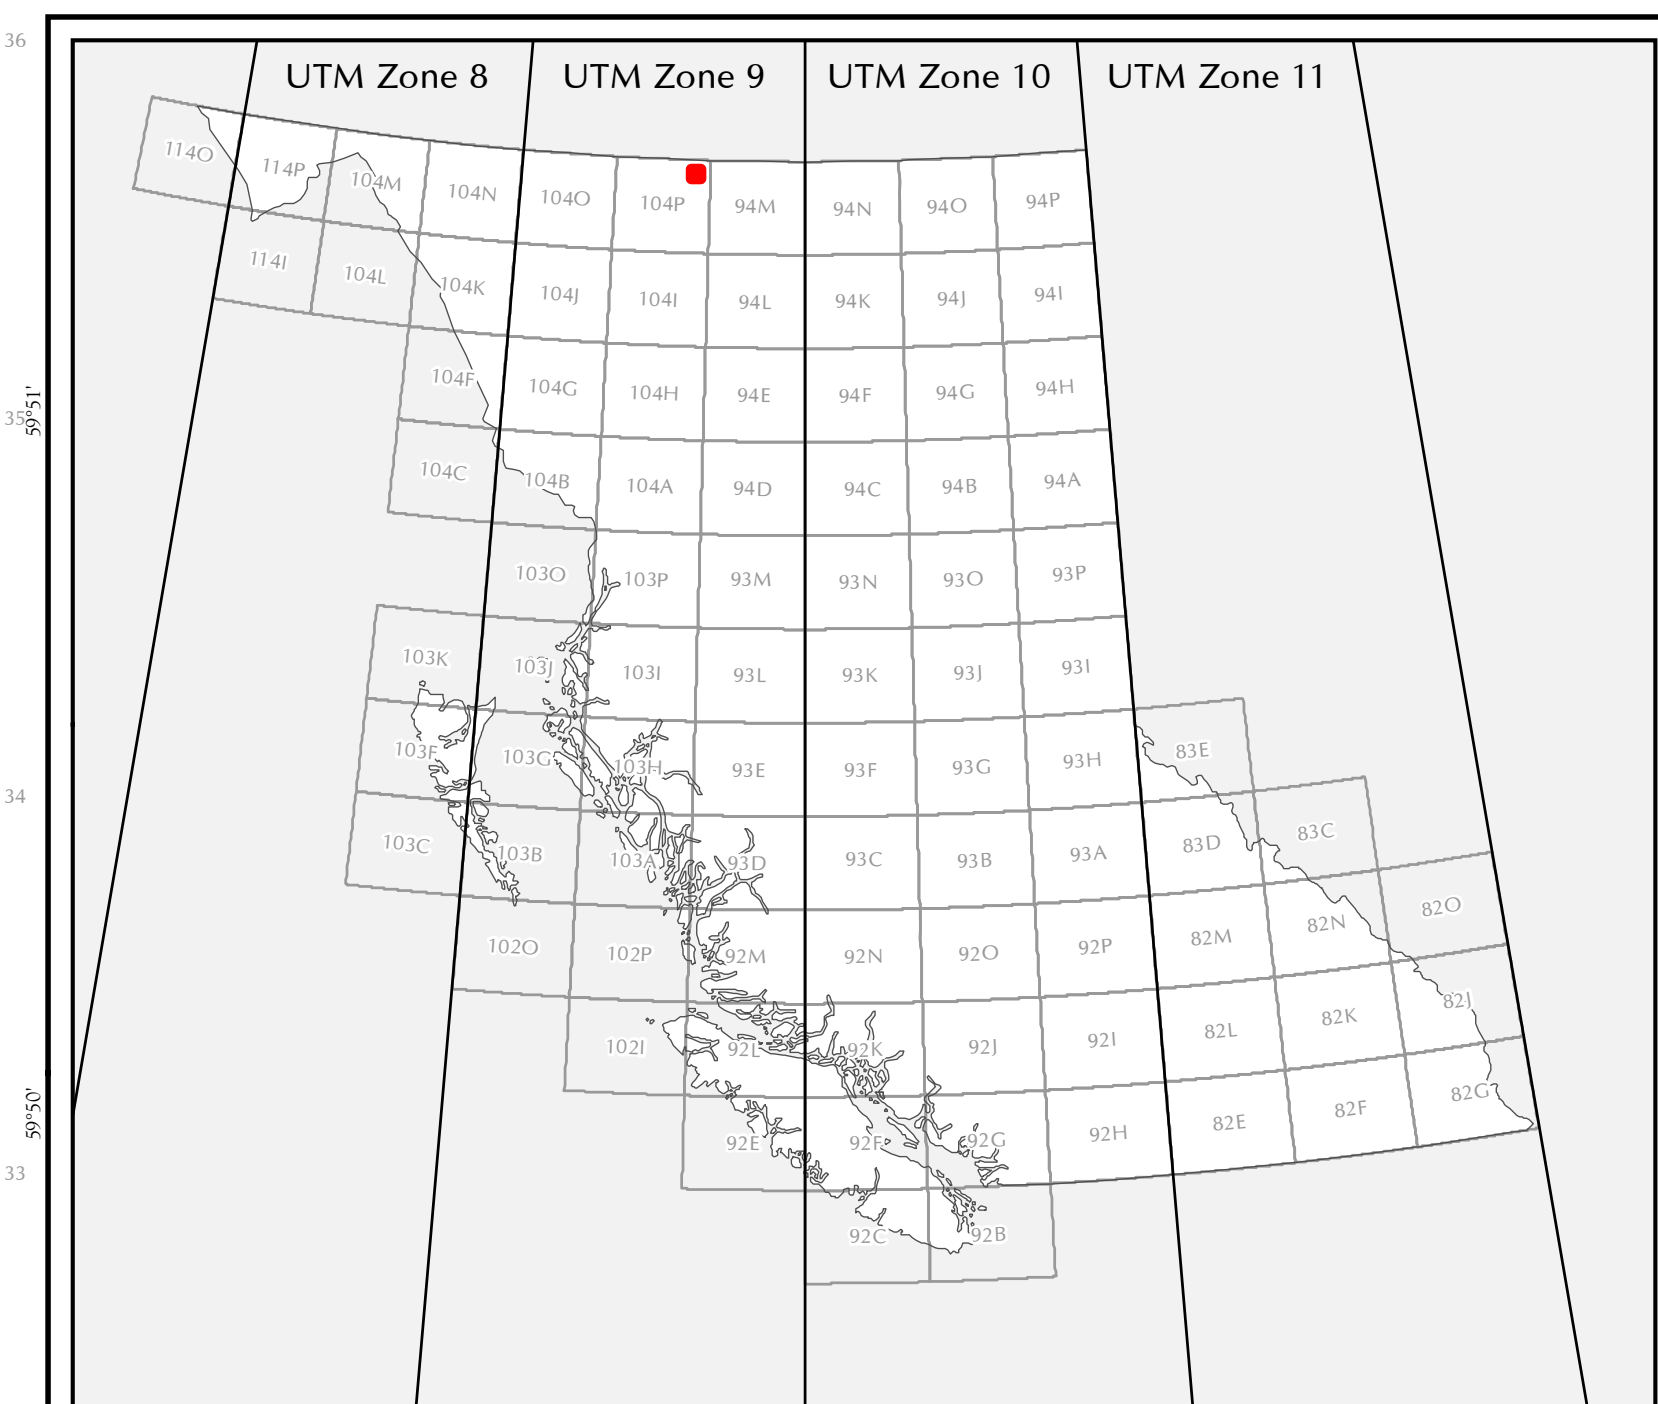 36
UTM Zone 8 UTM Zone 9 UTM Zone 10 UTM Zone 11
114O 114P 104M 104N 104O 104P 94M 94N 94O 94P
114I 104L 104K 104J 104I 94L 94K 94J 94I
104F 104G 104H 94E 94F 94G 94H
35
59°51'
104C 104B 104A 94D 94C 94B 94A
103O 103P 93M 93N 93O 93P
103K 103J 103I 93L 93K 93J 93I
103F 103G 103H 93E 93F 93G 93H 83E
34
103C 103B 103A 93D 93C 93B 93A 83D 83C
102O 102P 92M 92N 92O 92P 82M 82N 82O
102I 92L 92K 92J 92I 82L 82K 82J
59°50'
92E 92F 92G 92H 82E 82F 82G
33
92C 92B